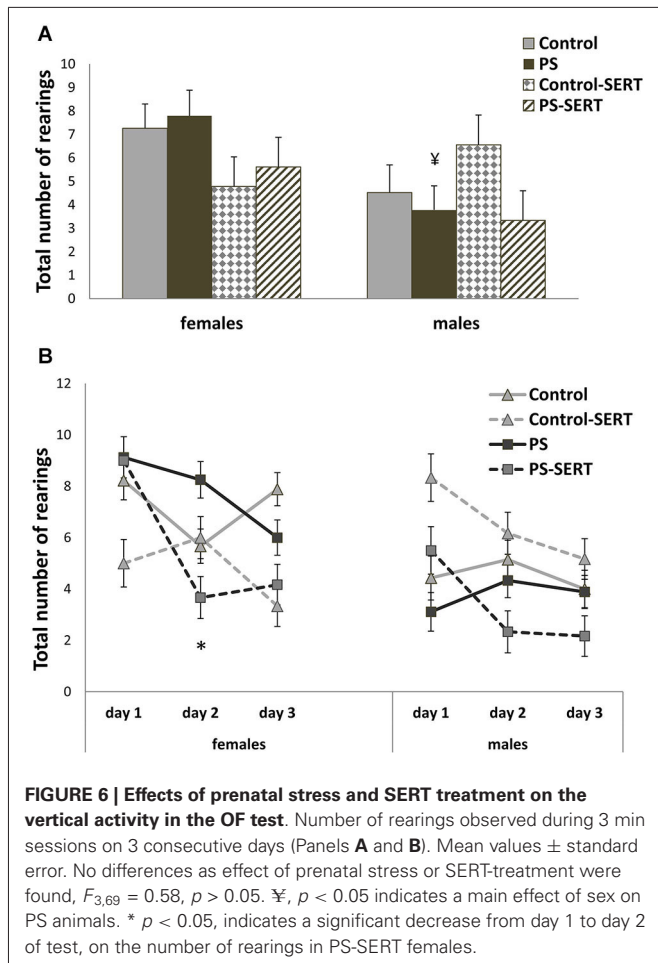 A
Control
PS
Control-SERT
PS-SERT
Total number of rearings
10
9
8
7
6
5
4
3
2
1
0
¥
females
males
B
Control
Control-SERT
PS
PS-SERT
Total number of rearings
12
10
8
6
4
2
0
*
day 1
day 2
day 3
day 1
day 2
day 3
females
males
FIGURE 6 | Effects of prenatal stress and SERT treatment on the
vertical activity in the OF test. Number of rearings observed during 3 min
sessions on 3 consecutive days (Panels A and B). Mean values ± standard
error. No differences as effect of prenatal stress or SERT-treatment were
found, F3,69 = 0.58, p > 0.05. ¥, p < 0.05 indicates a main effect of sex on
PS animals. * p < 0.05, indicates a significant decrease from day 1 to day 2
of test, on the number of rearings in PS-SERT females.